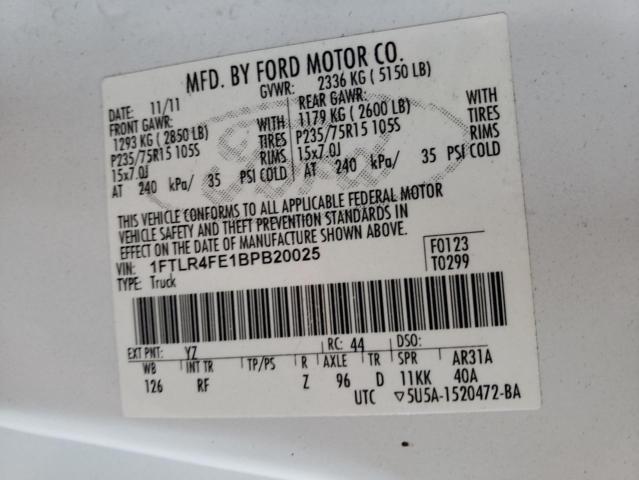 MFD. BY FORD MOTOR CO.
DATE: 11/11 GVWR: 2336 KG ( 5150 LB)
FRONT GAWR: REAR GAWR:
1293 KG ( 2850 LB) WITH 1179 KG ( 2600 LB) WITH
P235/75R15 105S TIRES P235/75R15 105S TIRES
15x7.0J RIMS 15x7.0J RIMS
AT 240 kPa/ 35 PSI COLD AT 240 kPa/ 35 PSI COLD
THIS VEHICLE CONFORMS TO ALL APPLICABLE FEDERAL MOTOR
VEHICLE SAFETY AND THEFT PREVENTION STANDARDS IN
EFFECT ON THE DATE OF MANUFACTURE SHOWN ABOVE.
VIN: 1FTLR4FE1BPB20025 F0123
TYPE: Truck T0299
EXT PNT: YZ RC: 44 DSO:
WB INT TR TP/PS R AXLE TR SPR AR31A
126 RF Z 96 D 11KK 40A
UTC ▽5U5A-1520472-BA